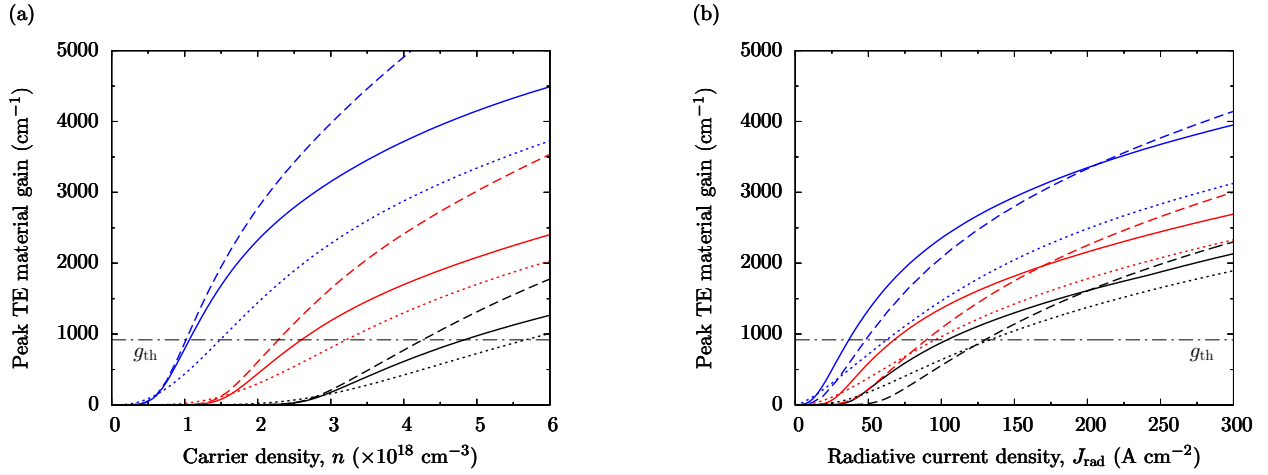 (a)
Peak TE material gain (cm⁻¹)
5000
4000
3000
2000
1000
0
g_th
0 1 2 3 4 5 6
Carrier density, n (×10¹⁸ cm⁻³)
(b)
Peak TE material gain (cm⁻¹)
5000
4000
3000
2000
1000
0
g_th
0 50 100 150 200 250 300
Radiative current density, J_rad (A cm⁻²)